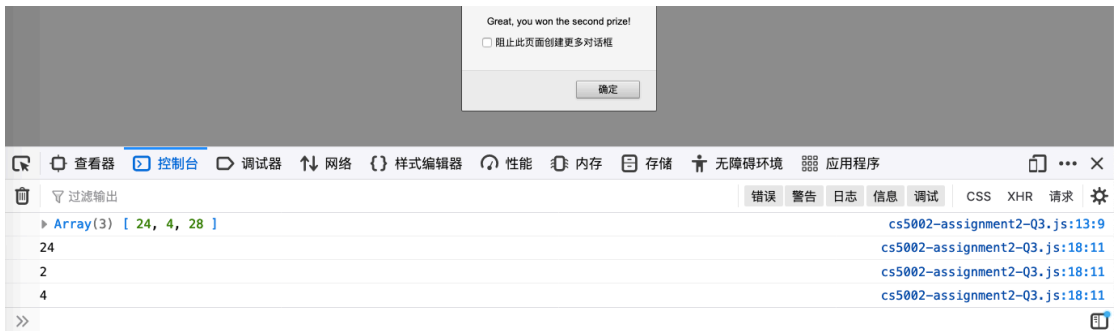 Great, you won the second prize!
阻止此页面创建更多对话框
确定
查看器 控制台 调试器 网络 {} 样式编辑器 性能 内存 存储 无障碍环境 应用程序
过滤输出 错误 警告 日志 信息 调试 CSS XHR 请求
Array(3) [ 24, 4, 28 ] cs5002-assignment2-Q3.js:13:9
24 cs5002-assignment2-Q3.js:18:11
2 cs5002-assignment2-Q3.js:18:11
4 cs5002-assignment2-Q3.js:18:11